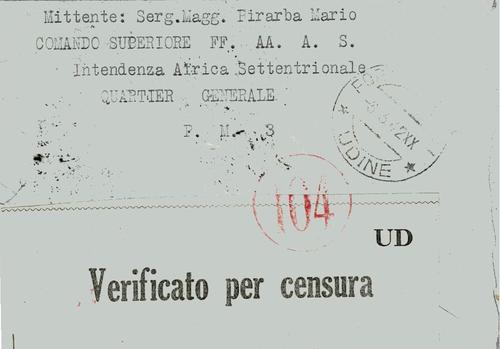 Mittente: Serg.Magg. Pirarba Mario
COMANDO SUPERIORE FF. AA. A. S.
Intendenza Africa Settentrionale
QUARTIER GENERALE
P. M. 3
UDINE
104
UD
Verificato per censura